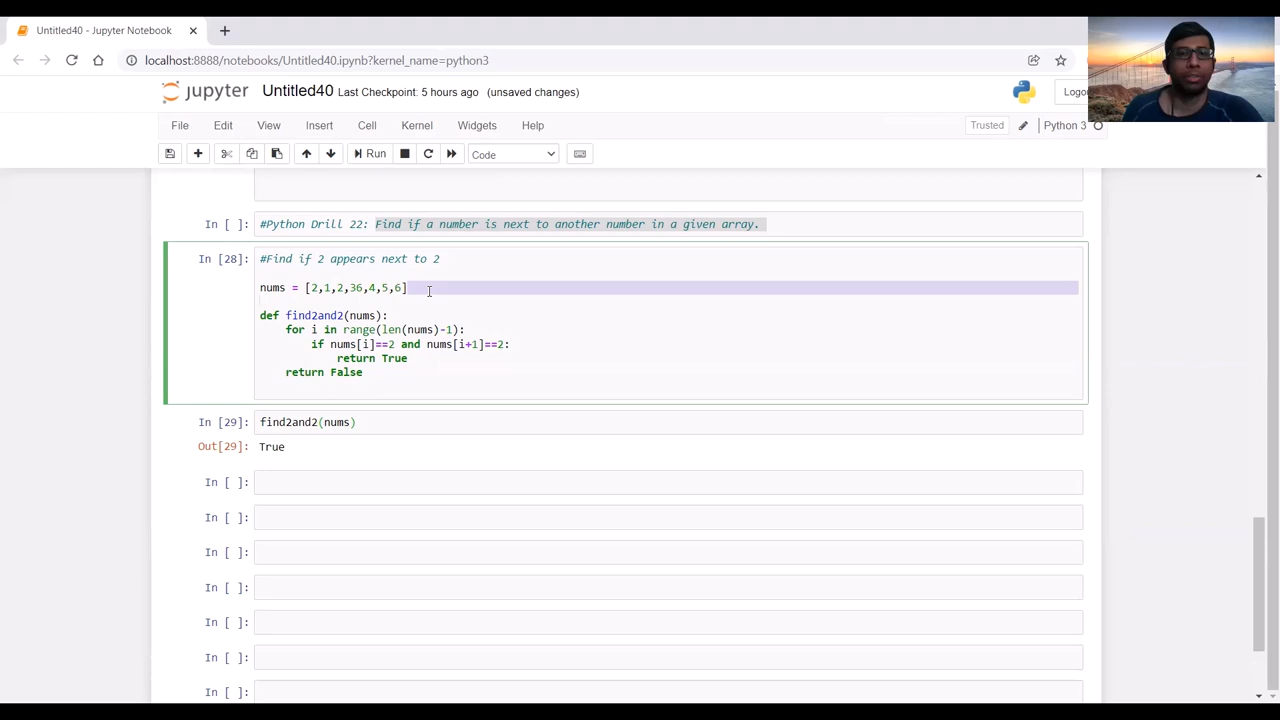 Untitled40 - Jupyter Notebook
localhost:8888/notebooks/Untitled40.ipynb?kernel_name=python3
jupyter Untitled40 Last Checkpoint: 5 hours ago (unsaved changes)
Logou
File Edit View Insert Cell Kernel Widgets Help
Trusted Python 3
Run Code
In [ ]: #Python Drill 22: Find if a number is next to another number in a given array.
In [28]: #Find if 2 appears next to 2
nums = [2,1,2,36,4,5,6]
def find2and2(nums):
for i in range(len(nums)-1):
if nums[i]==2 and nums[i+1]==2:
return True
return False
In [29]: find2and2(nums)
Out[29]: True
In [ ]:
In [ ]:
In [ ]:
In [ ]:
In [ ]:
In [ ]:
In [ ]: